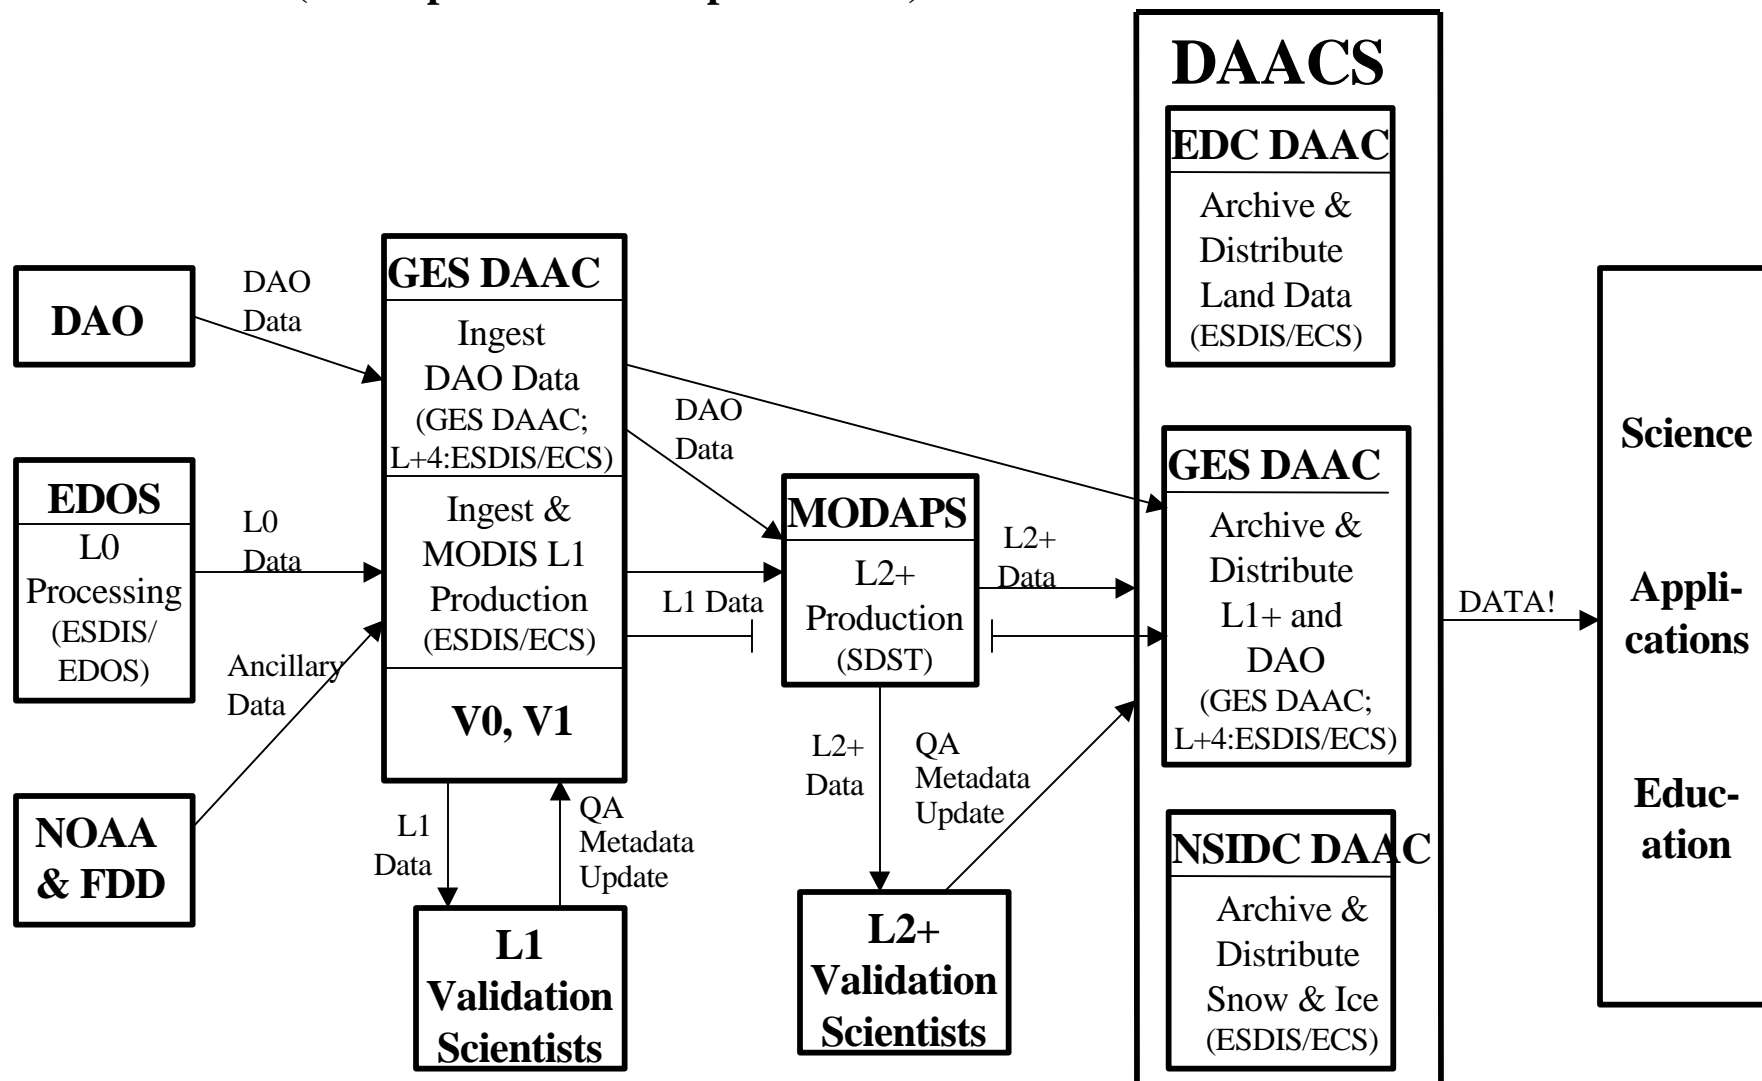 DAACS
EDC DAAC
Archive &
Distribute
Land Data
(ESDIS/ECS)
DAO
DAO
Data
GES DAAC
Ingest
DAO Data
(GES DAAC;
L+4:ESDIS/ECS)
Ingest &
MODIS L1
Production
(ESDIS/ECS)
V0, V1
EDOS
L0
Processing
(ESDIS/
EDOS)
L0
Data
NOAA
& FDD
Ancillary
Data
DAO
Data
L1 Data
MODAPS
L2+
Production
(SDST)
L2+
Data
GES DAAC
Archive &
Distribute
L1+ and
DAO
(GES DAAC;
L+4:ESDIS/ECS)
DATA!
Science
Appli-
cations
Educ-
ation
L1
Data
QA
Metadata
Update
L1
Validation
Scientists
L2+
Data
QA
Metadata
Update
L2+
Validation
Scientists
NSIDC DAAC
Archive &
Distribute
Snow & Ice
(ESDIS/ECS)